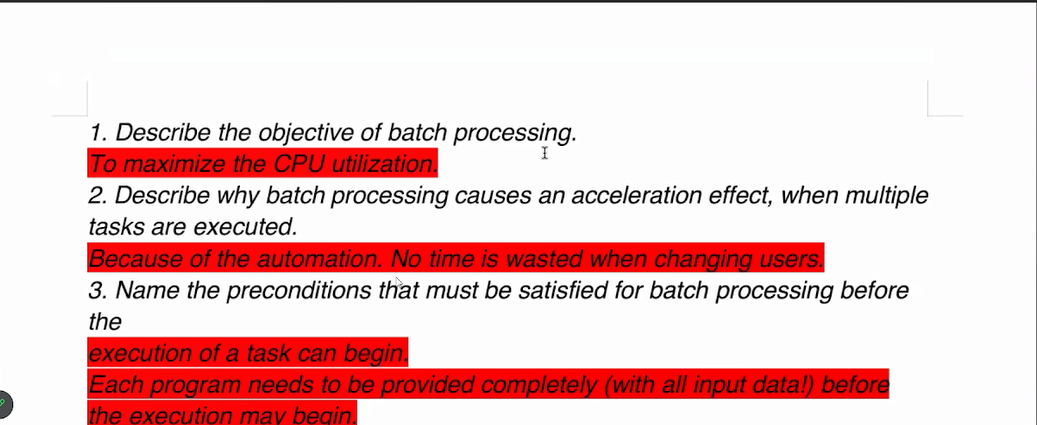 1. Describe the objective of batch processing.
To maximize the CPU utilization.
2. Describe why batch processing causes an acceleration effect, when multiple
tasks are executed.
Because of the automation. No time is wasted when changing users.
3. Name the preconditions that must be satisfied for batch processing before
the
execution of a task can begin.
Each program needs to be provided completely (with all input data!) before
the execution may begin.